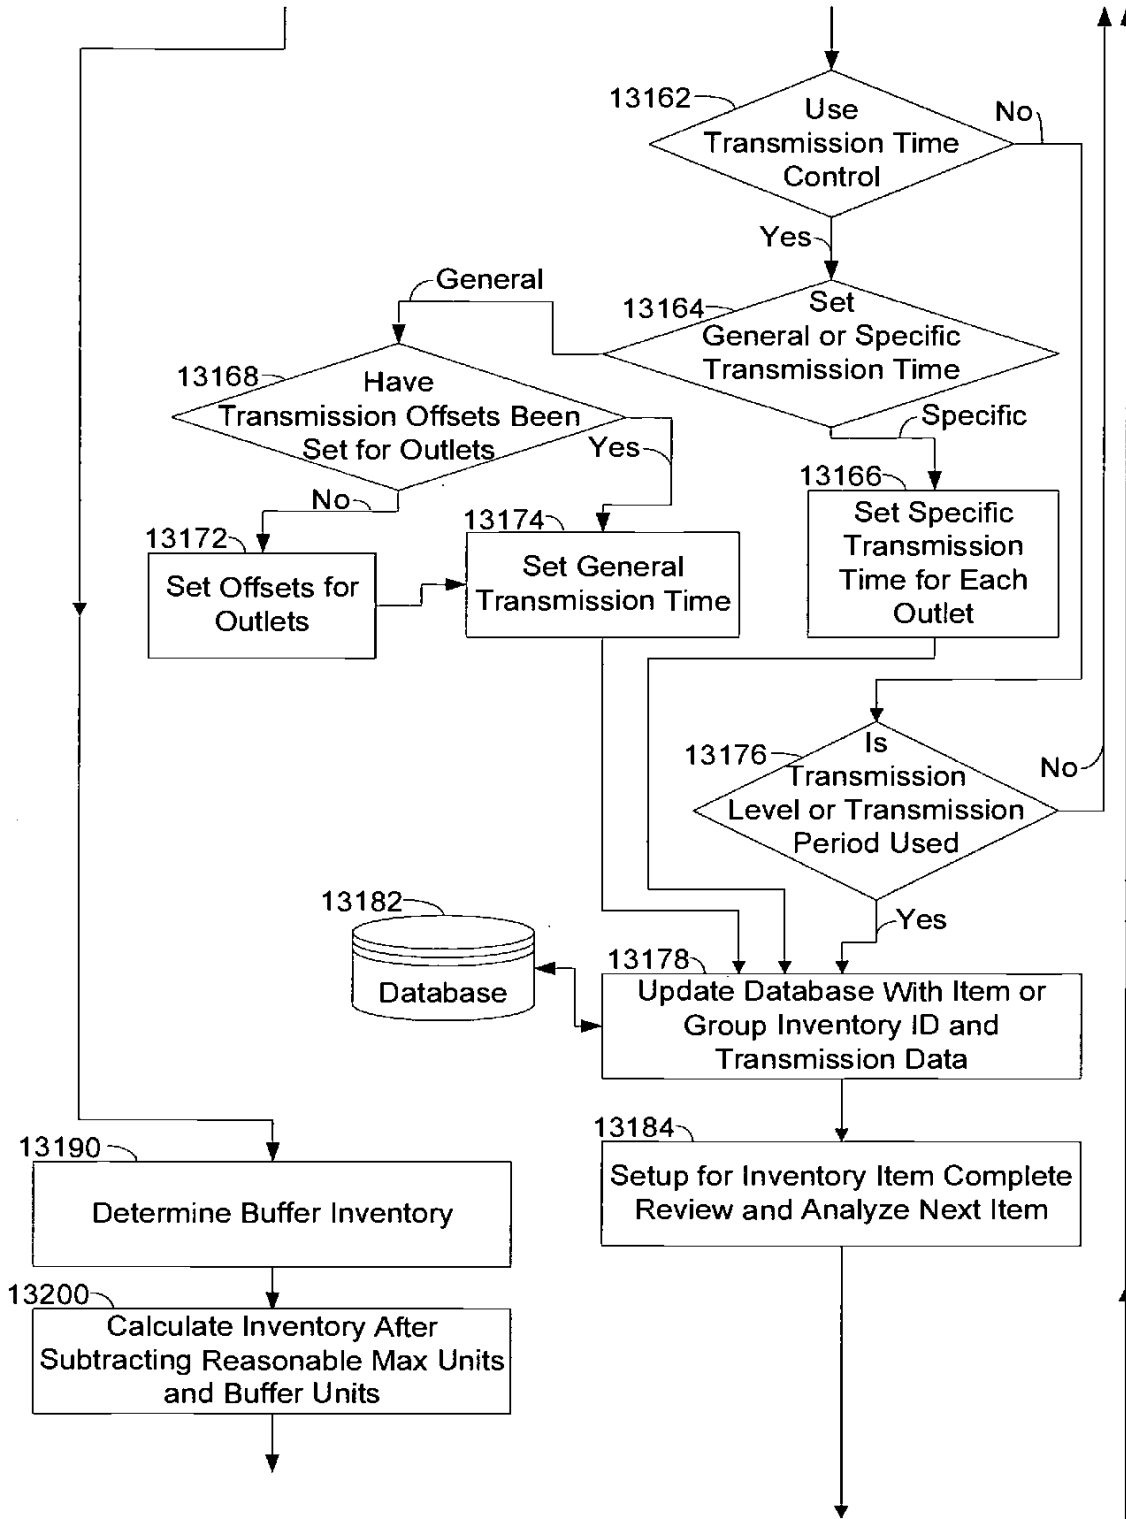 13162
Use
Transmission Time
Control
No
Yes
General
13164
Set
General or Specific
Transmission Time
13168
Have
Transmission Offsets Been
Set for Outlets
Yes
Specific
No
13166
Set Specific
Transmission
Time for Each
Outlet
13172
Set Offsets for
Outlets
13174
Set General
Transmission Time
13176
Is
Transmission
Level or Transmission
Period Used
No
Yes
13182
Database
13178
Update Database With Item or
Group Inventory ID and
Transmission Data
13184
Setup for Inventory Item Complete
Review and Analyze Next Item
13190
Determine Buffer Inventory
13200
Calculate Inventory After
Subtracting Reasonable Max Units
and Buffer Units